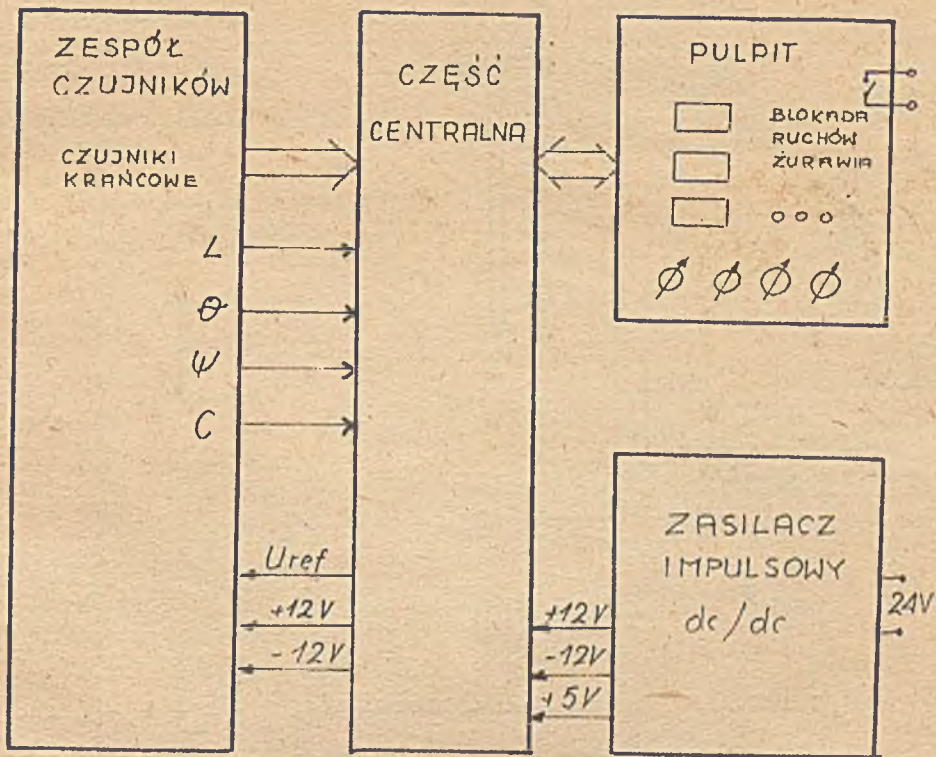 ZESPÓŁ
CZUJNIKÓW
CZUJNIKI
KRAŃCOWE
L
Θ
Ψ
C
Uref
+12V
-12V
CZĘŚĆ
CENTRALNA
PULPIT
BLOKADA
RUCHÓW
ŻURAWIA
+12V
-12V
+5V
ZASILACZ
IMPULSOWY
dc/dc
24V